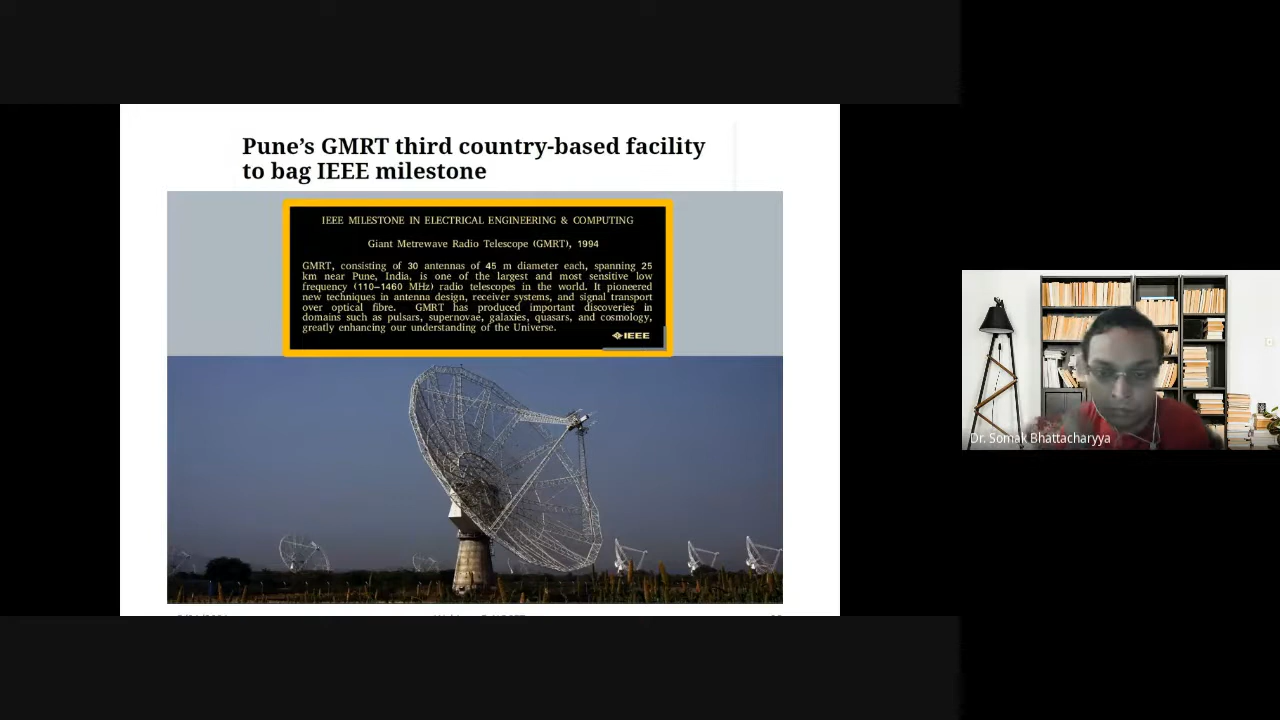 Pune’s GMRT third country-based facility
to bag IEEE milestone
IEEE MILESTONE IN ELECTRICAL ENGINEERING & COMPUTING
Giant Metrewave Radio Telescope (GMRT), 1994
GMRT, consisting of 30 antennas of 45 m diameter each, spanning 25
km near Pune, India, is one of the largest and most sensitive low
frequency (110–1460 MHz) radio telescopes in the world. It pioneered
new techniques in antenna design, receiver systems, and signal transport
over optical fibre. GMRT has produced important discoveries in
domains such as pulsars, supernovae, galaxies, quasars, and cosmology,
greatly enhancing our understanding of the Universe.
IEEE
Dr. Somak Bhattacharyya